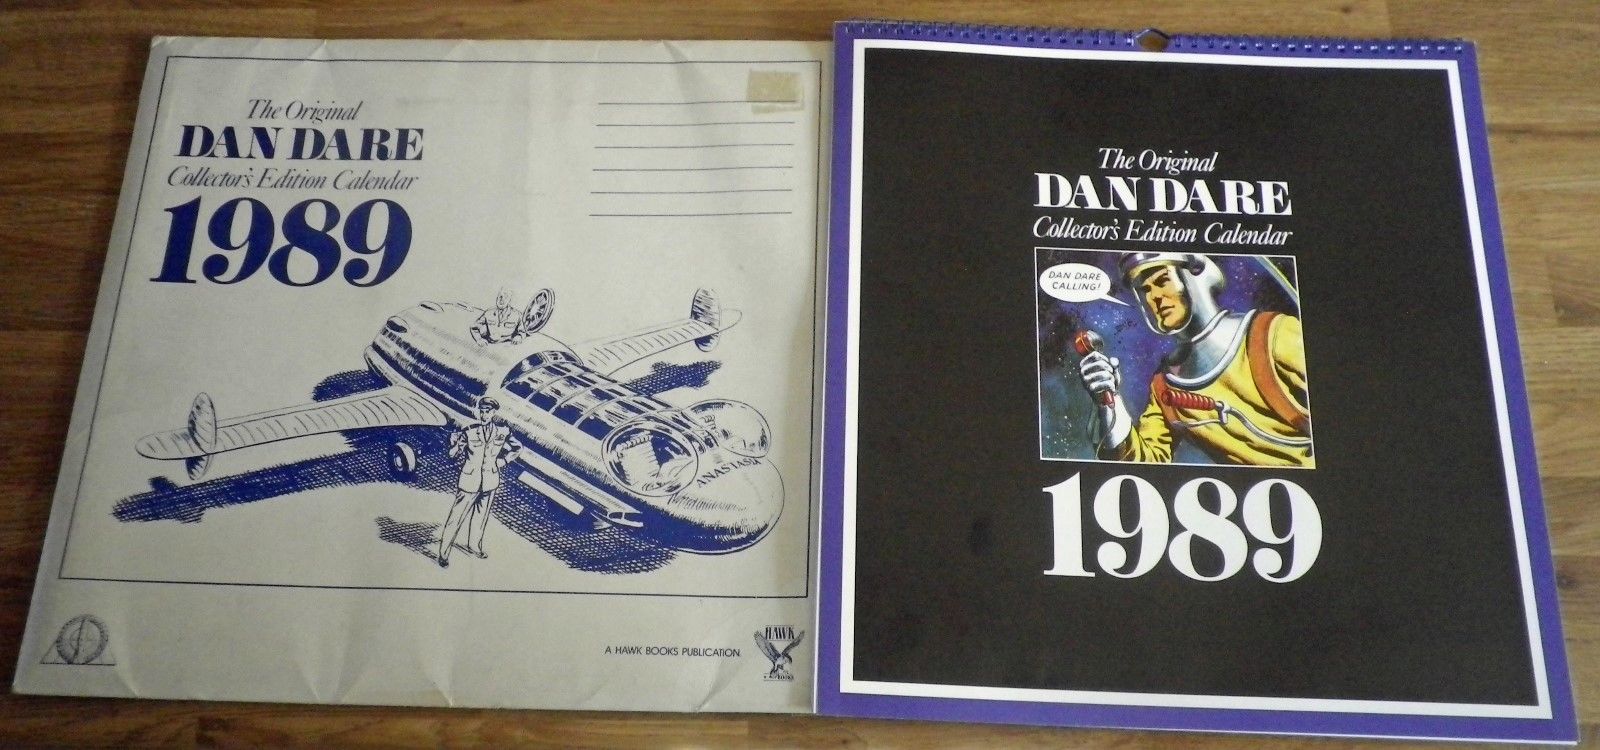 The Original
DAN DARE
Collector's Edition Calendar
1989
ANASTASIA
A HAWK BOOKS PUBLICATION.
HAWK
BOOKS
The Original
DAN DARE
Collector's Edition Calendar
DAN DARE
CALLING!
1989